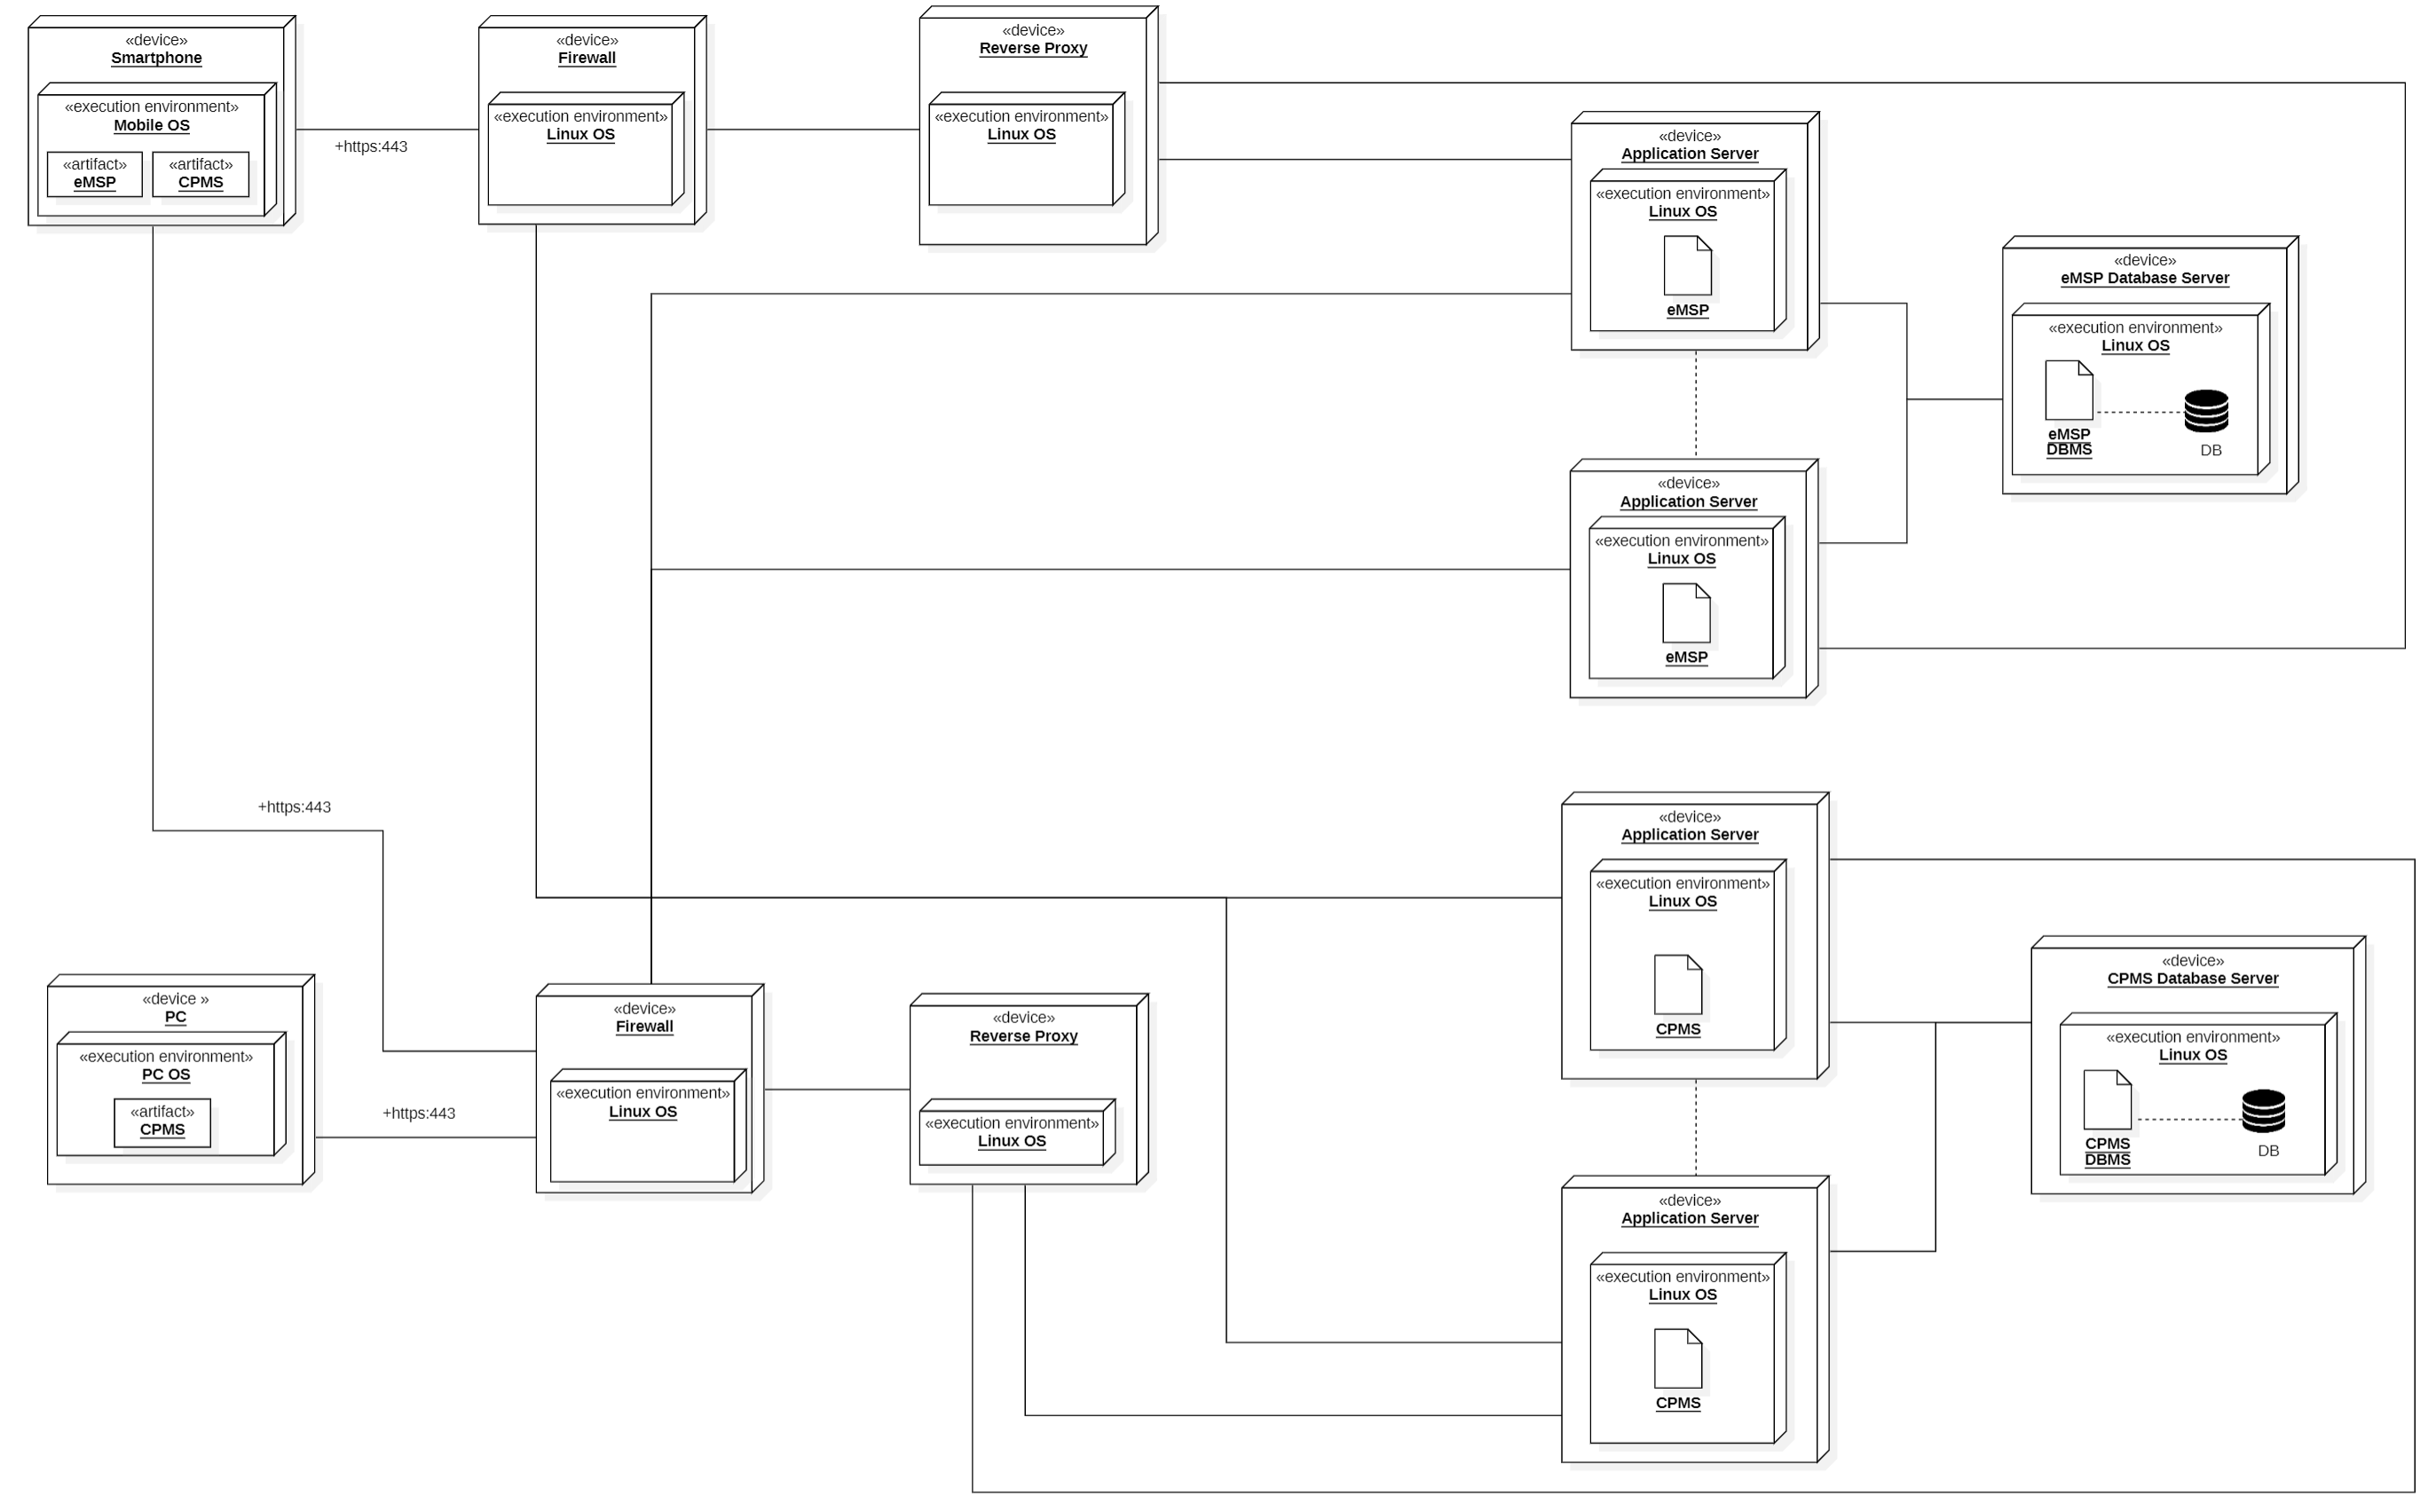 «device»
Smartphone
«execution environment»
Mobile OS
«artifact»
eMSP
«artifact»
CPMS
+https:443
«device»
Firewall
«execution environment»
Linux OS
«device»
Reverse Proxy
«execution environment»
Linux OS
«device»
Application Server
«execution environment»
Linux OS
eMSP
«device»
eMSP Database Server
«execution environment»
Linux OS
eMSP
DBMS
DB
«device»
Application Server
«execution environment»
Linux OS
eMSP
+https:443
«device»
Application Server
«execution environment»
Linux OS
CPMS
«device »
PC
«execution environment»
PC OS
«artifact»
CPMS
+https:443
«device»
Firewall
«execution environment»
Linux OS
«device»
Reverse Proxy
«execution environment»
Linux OS
«device»
CPMS Database Server
«execution environment»
Linux OS
CPMS
DBMS
DB
«device»
Application Server
«execution environment»
Linux OS
CPMS